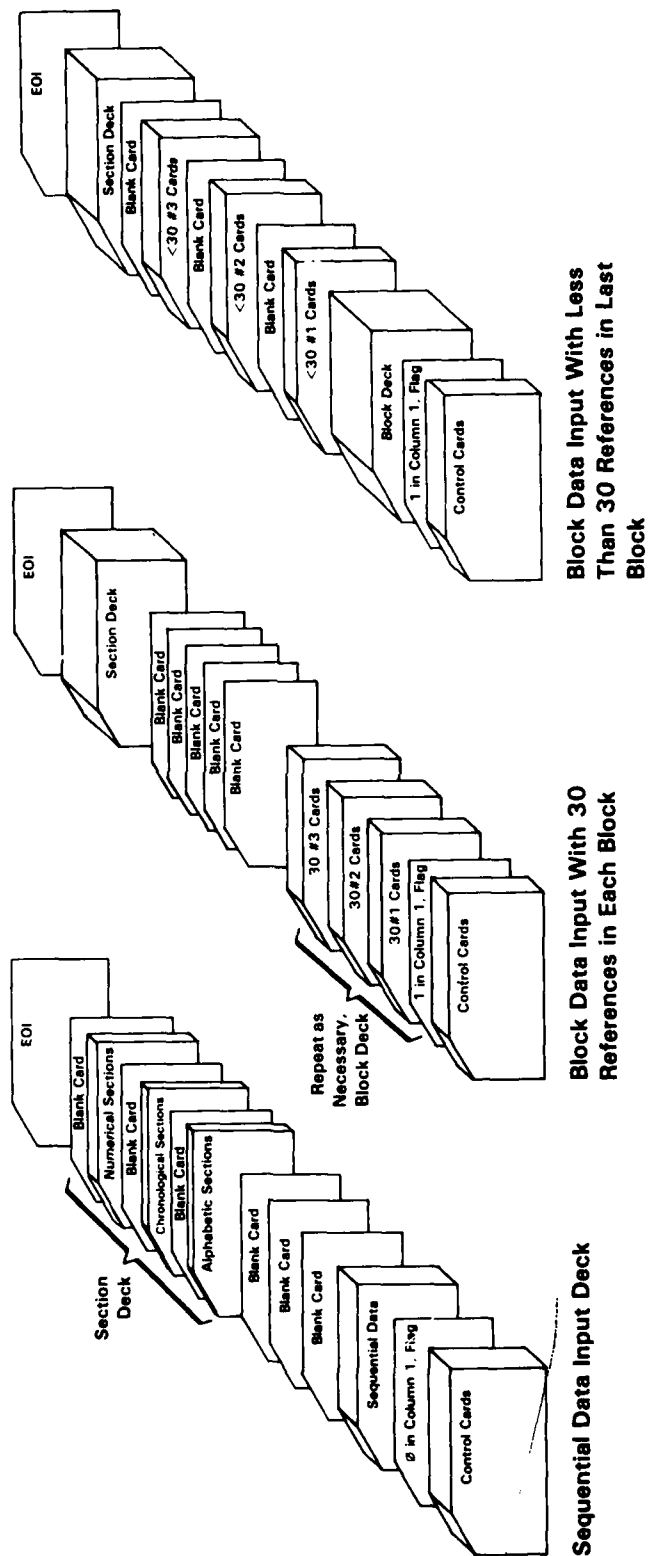 EOI
Blank Card
Numerical Sections
Blank Card
Chronological Sections
Blank Card
Alphabetic Sections
Section
Deck
Blank Card
Blank Card
Blank Card
Sequential Data
Ø in Column 1, Flag
Control Cards
Sequential Data Input Deck
EOI
Section Deck
Blank Card
Blank Card
Blank Card
Blank Card
Blank Card
30 #3 Cards
30#2 Cards
30#1 Cards
1 in Column 1, Flag
Control Cards
Repeat as
Necessary,
Block Deck
Block Data Input With 30
References in Each Block
EOI
Section Deck
Blank Card
<30 #3 Cards
Blank Card
<30 #2 Cards
Blank Card
<30 #1 Cards
Block Deck
1 in Column 1, Flag
Control Cards
Block Data Input With Less
Than 30 References in Last
Block